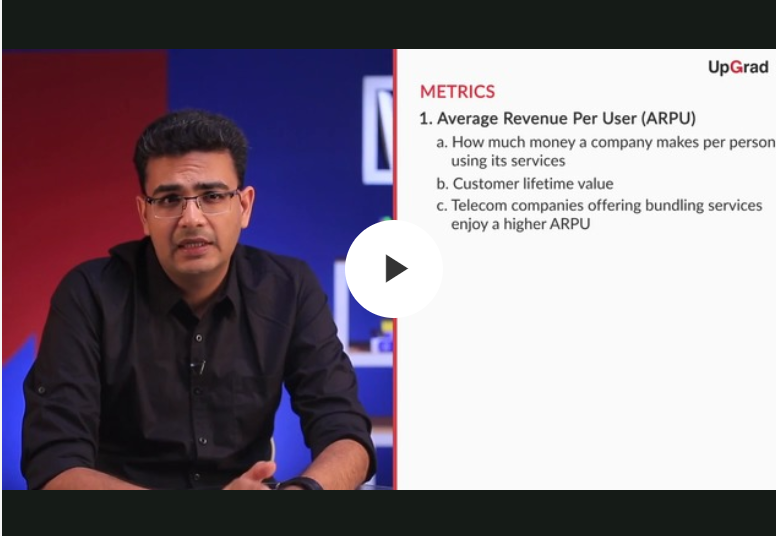 UpGrad
METRICS
1. Average Revenue Per User (ARPU)
a. How much money a company makes per person
using its services
b. Customer lifetime value
c. Telecom companies offering bundling services
enjoy a higher ARPU